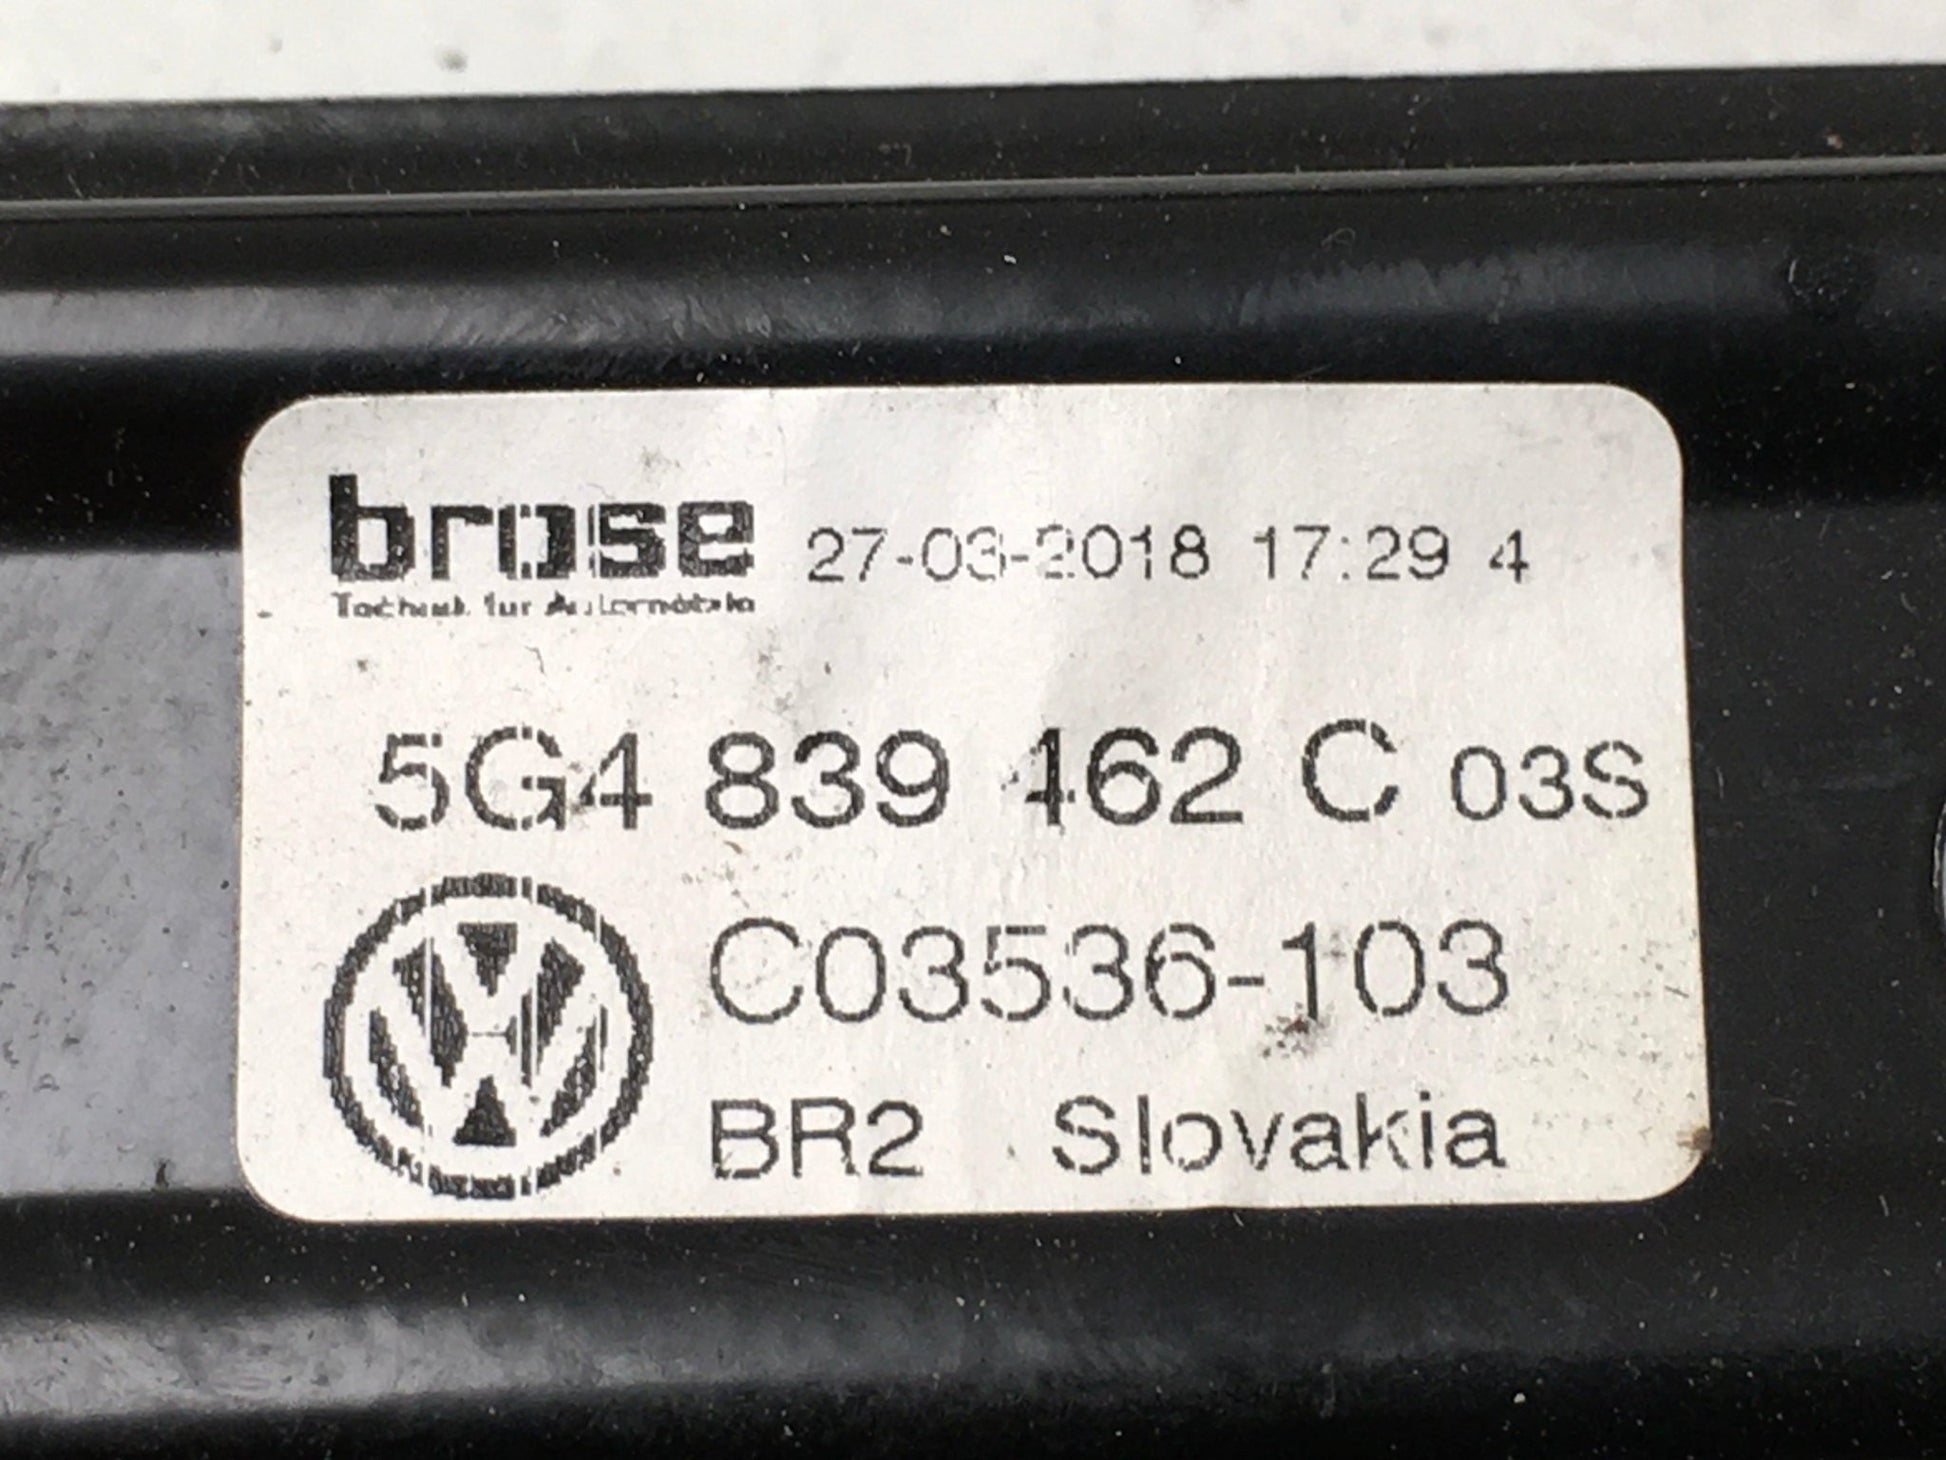 brose 27-03-2018 17:29 4
Technik für Automobile
5G4 839 462 C 03S
C03536-103
BR2 Slovakia